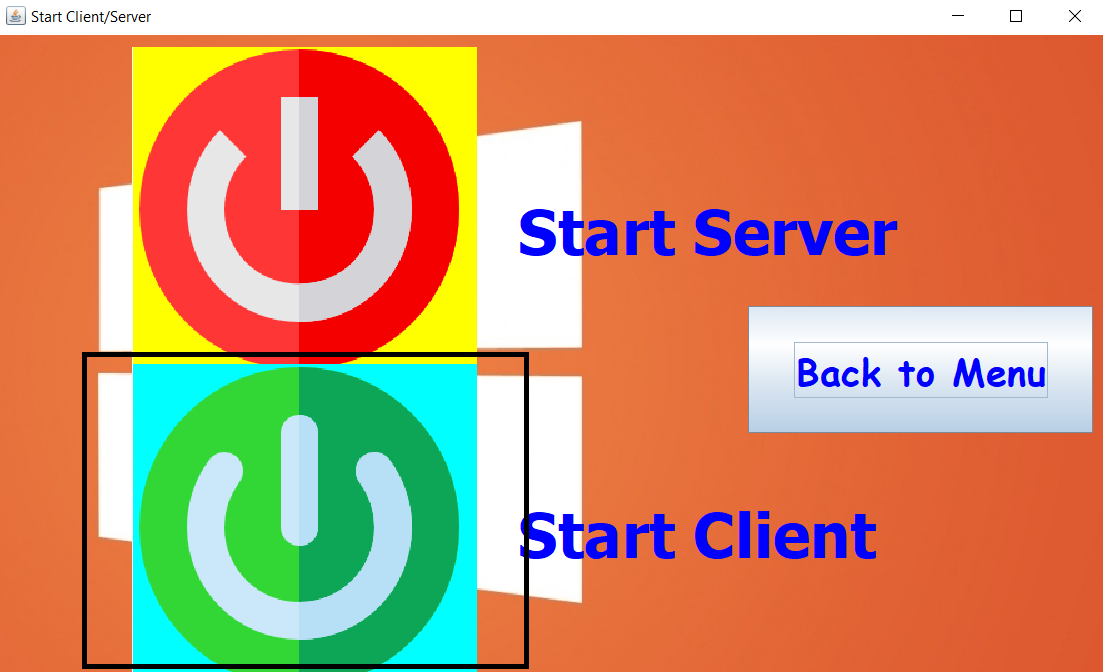 Start Client/Server
Start Server
Back to Menu
Start Client